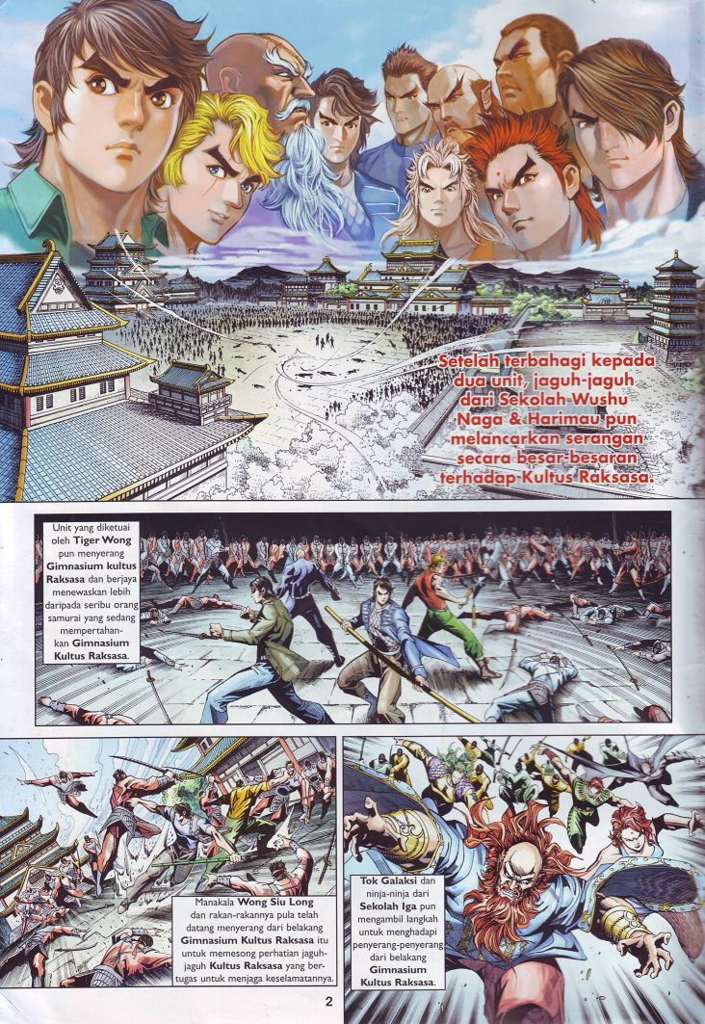 Setelah terbahagi kepada
dua unit, jaguh-jaguh
dari Sekolah Wushu
Naga & Harimau pun
melancarkan serangan
secara besar-besaran
terhadap Kultus Raksasa.
Unit yang diketuai
oleh Tiger Wong
pun menyerang
Gimnasium kultus
Raksasa dan berjaya
menewaskan lebih
daripada seribu orang
samurai yang sedang
mempertahan-
kan Gimnasium
Kultus Raksasa.
Manakala Wong Siu Long
dan rakan-rakannya pula telah
datang menyerang dari belakang
Gimnasium Kultus Raksasa itu
untuk memesong perhatian jaguh-
jaguh Kultus Raksasa yang ber-
tugas untuk menjaga keselamatannya.
Tok Galaksi dan
ninja-ninja dari
Sekolah Iga pun
mengambil langkah
untuk menghadapi
penyerang-penyerang
dari belakang
Gimnasium
Kultus Raksasa.
2